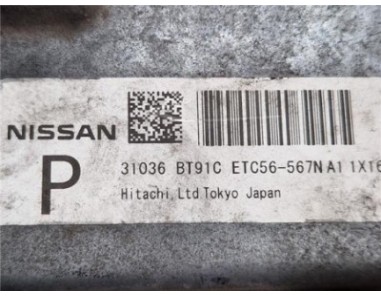 NISSAN
P
31036 BT91C ETC56-567N A1 1X16
Hitachi, Ltd Tokyo Japan